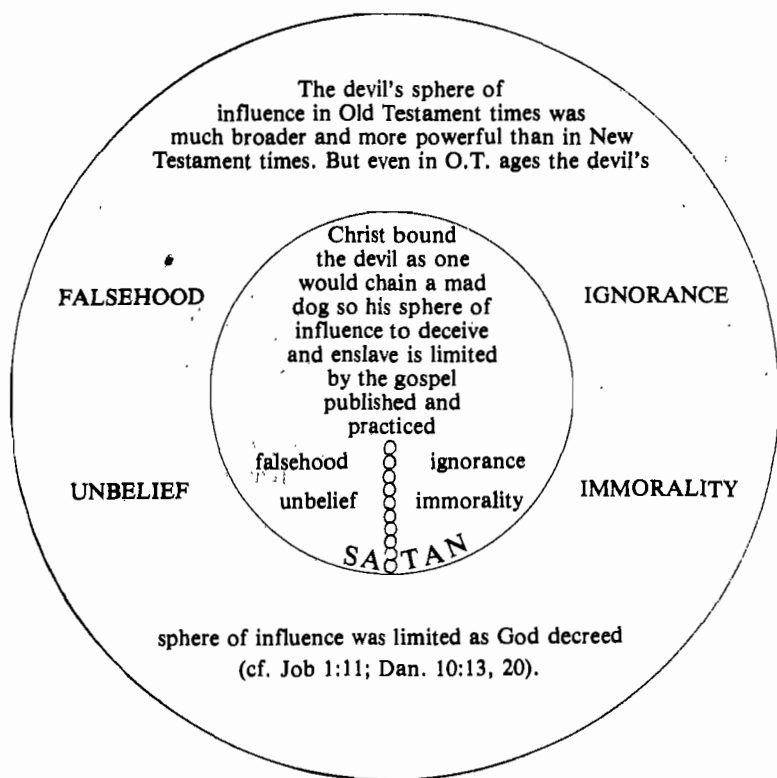 The devil's sphere of
influence in Old Testament times was
much broader and more powerful than in New
Testament times. But even in O.T. ages the devil's
Christ bound
the devil as one
would chain a mad
dog so his sphere of
influence to deceive
and enslave is limited
by the gospel
published and
practiced
FALSEHOOD
IGNORANCE
falsehood
ignorance
UNBELIEF
unbelief
immorality
IMMORALITY
SATAN
sphere of influence was limited as God decreed
(cf. Job 1:11; Dan. 10:13, 20).